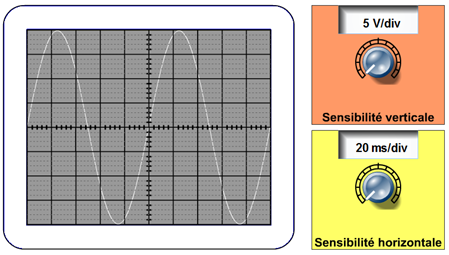 5 V/div
Sensibilité verticale
20 ms/div
Sensibilité horizontale